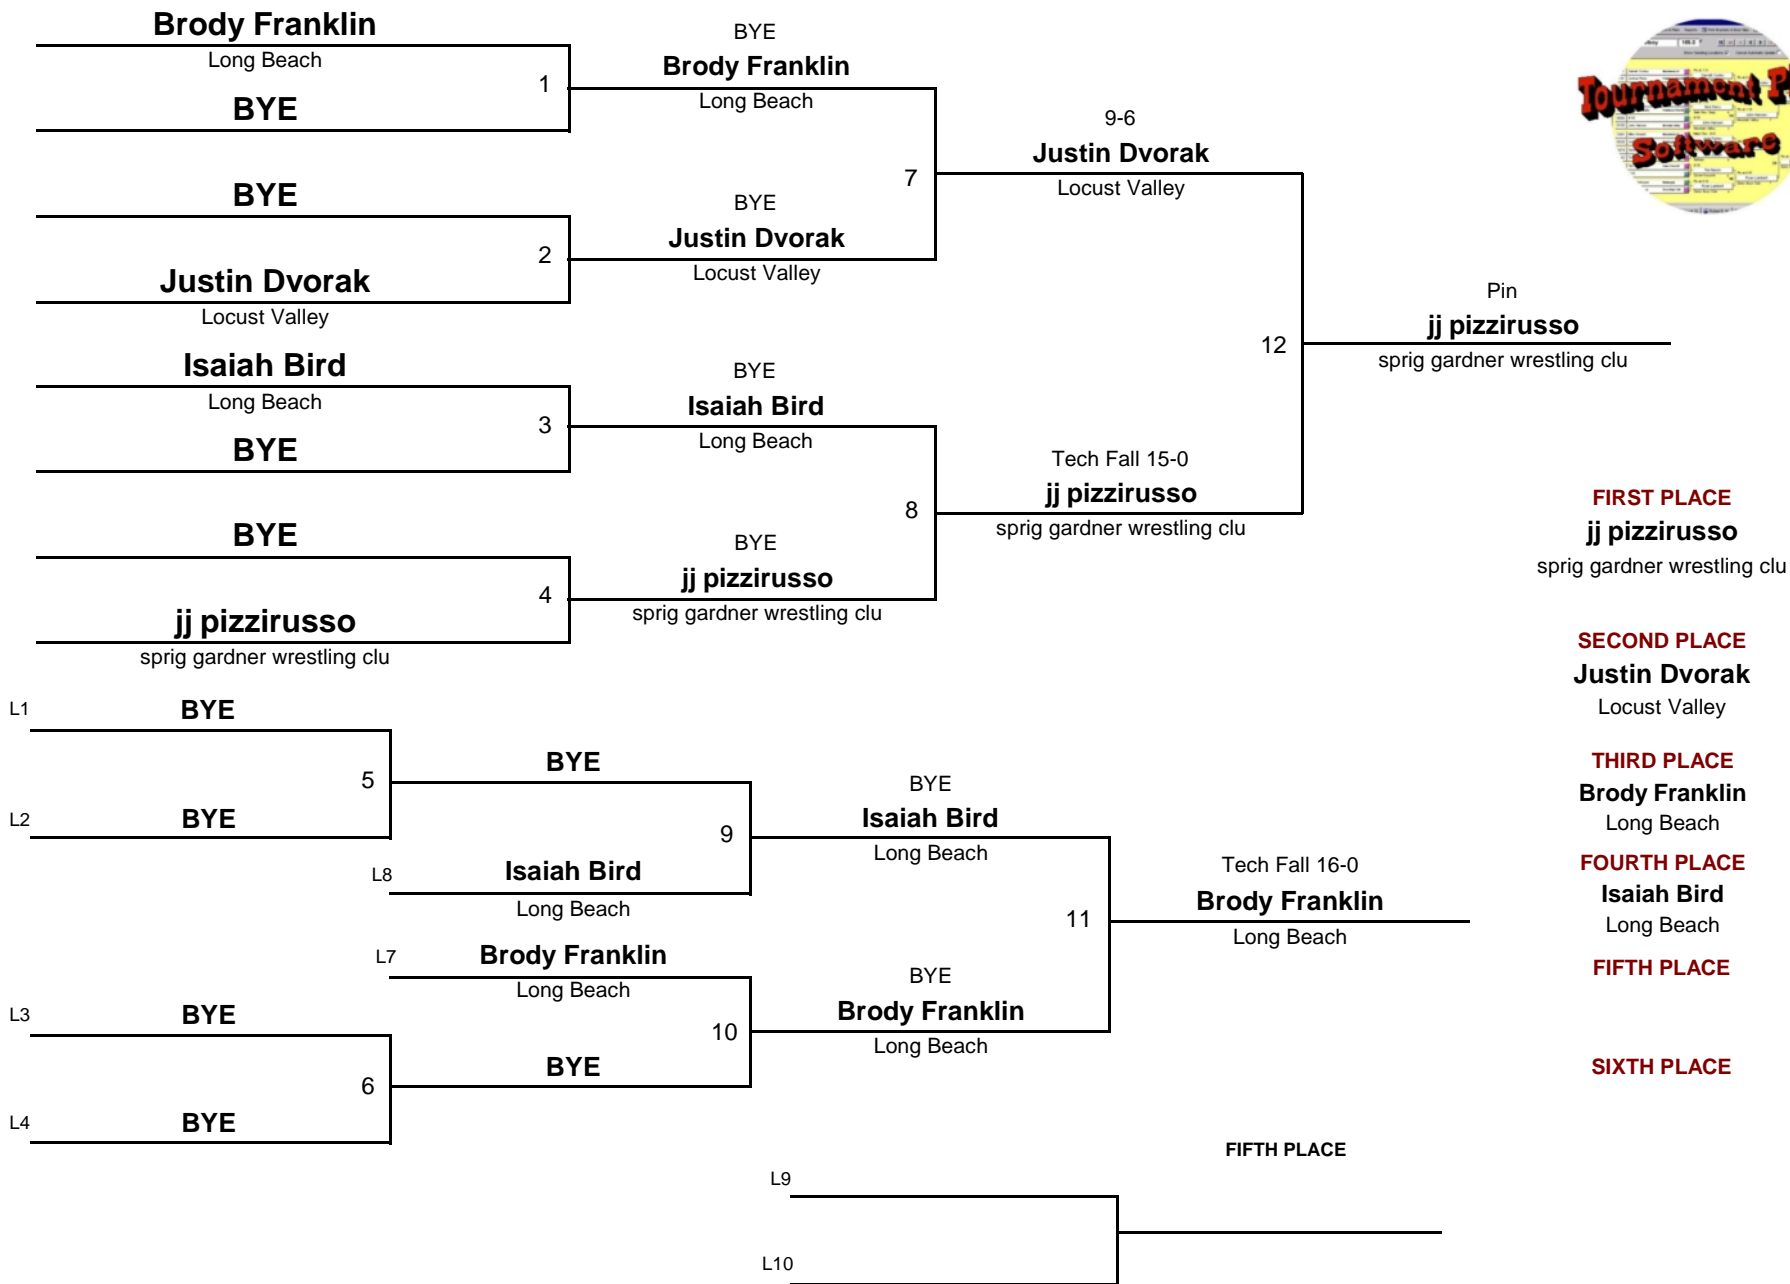 Brody Franklin
Long Beach
1
BYE
BYE
2
Justin Dvorak
Locust Valley
Isaiah Bird
Long Beach
3
BYE
BYE
4
jj pizzirusso
sprig gardner wrestling clu
BYE
Brody Franklin
Long Beach
7
BYE
Justin Dvorak
Locust Valley
BYE
Isaiah Bird
Long Beach
8
BYE
jj pizzirusso
sprig gardner wrestling clu
9-6
Justin Dvorak
Locust Valley
12
Tech Fall 15-0
jj pizzirusso
sprig gardner wrestling clu
Pin
jj pizzirusso
sprig gardner wrestling clu
Tournament P
Software
FIRST PLACE
jj pizzirusso
sprig gardner wrestling clu
SECOND PLACE
Justin Dvorak
Locust Valley
THIRD PLACE
Brody Franklin
Long Beach
FOURTH PLACE
Isaiah Bird
Long Beach
FIFTH PLACE
SIXTH PLACE
L1
BYE
5
L2
BYE
BYE
9
L8
Isaiah Bird
Long Beach
L7
Brody Franklin
Long Beach
10
L3
BYE
BYE
6
L4
BYE
BYE
Isaiah Bird
Long Beach
11
BYE
Brody Franklin
Long Beach
Tech Fall 16-0
Brody Franklin
Long Beach
FIFTH PLACE
L9
L10